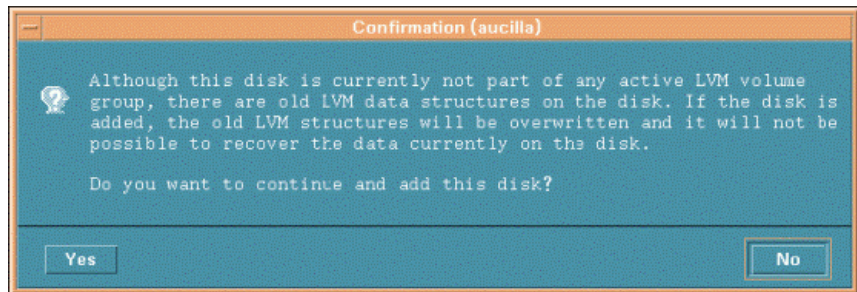 Confirmation (aucilla)
Although this disk is currently not part of any active LVM volume
group, there are old LVM data structures on the disk. If the disk is
added, the old LVM structures will be overwritten and it will not be
possible to recover the data currently on the disk.
Do you want to continue and add this disk?
Yes
No